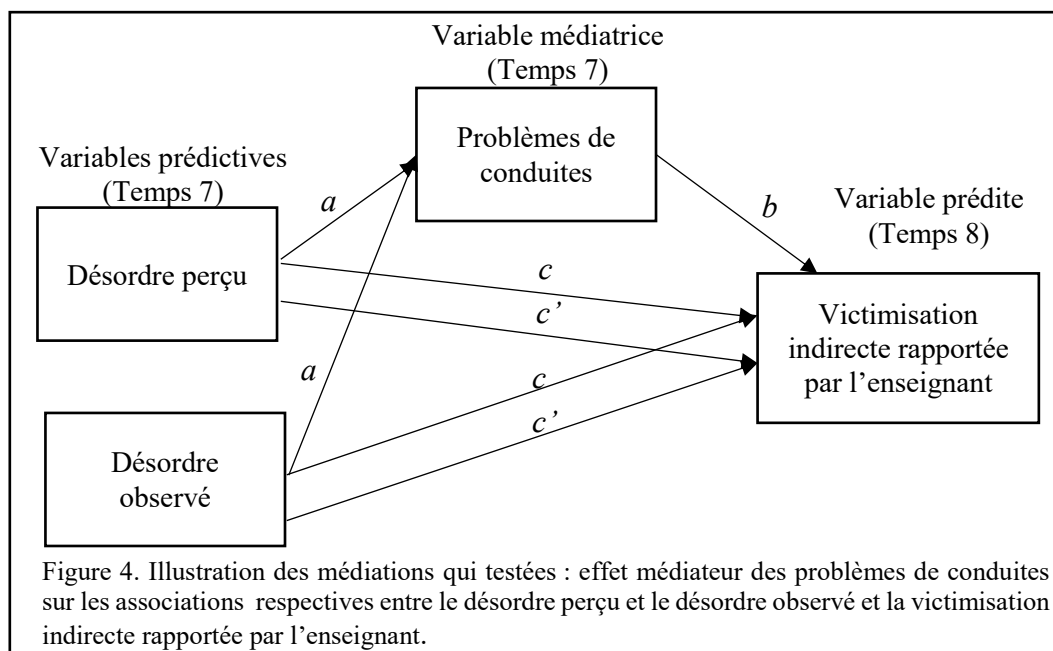 Variable médiatrice
(Temps 7)
Problèmes de
conduites
Variables prédictives
(Temps 7)
a
b
Variable prédite
(Temps 8)
Désordre perçu
c
c’
Victimisation
indirecte rapportée
par l’enseignant
a
c
c’
Désordre
observé
Figure 4. Illustration des médiations qui testées : effet médiateur des problèmes de conduites
sur les associations respectives entre le désordre perçu et le désordre observé et la victimisation
indirecte rapportée par l’enseignant.